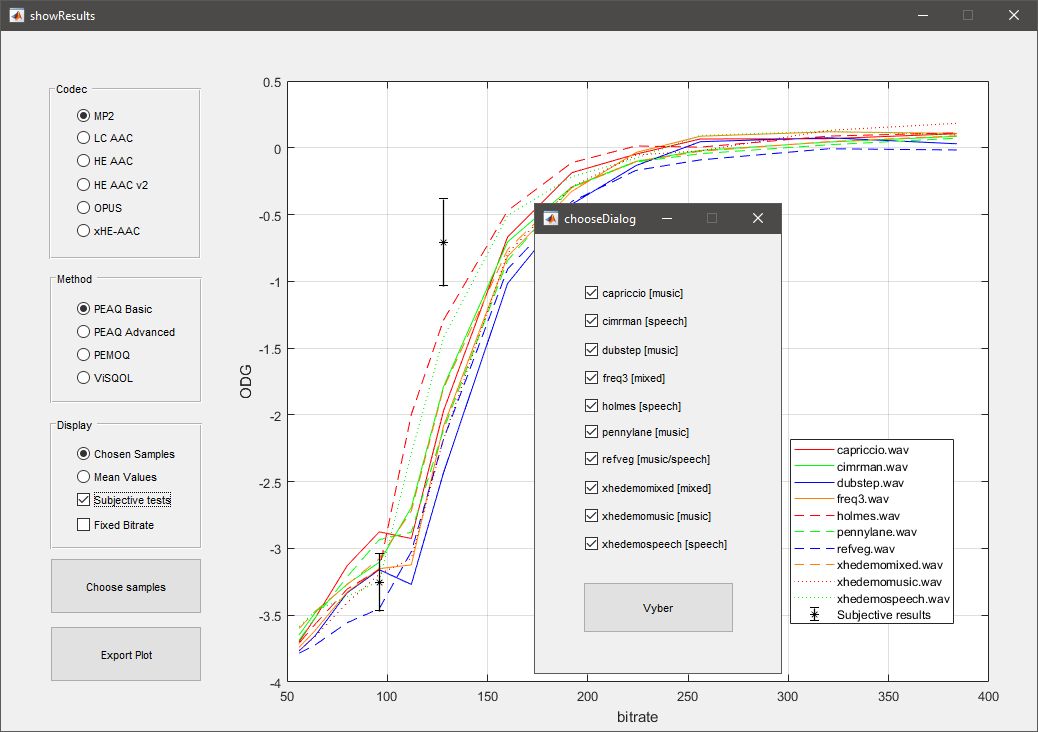 showResults
Codec
MP2
LC AAC
HE AAC
HE AAC v2
OPUS
xHE-AAC
Method
PEAQ Basic
PEAQ Advanced
PEMOQ
ViSQOL
Display
Chosen Samples
Mean Values
Subjective tests
Fixed Bitrate
Choose samples
Export Plot
ODG
0.5
0
-0.5
-1
-1.5
-2
-2.5
-3
-3.5
-4
50
100
150
200
250
300
350
400
bitrate
chooseDialog
capriccio [music]
cimrman [speech]
dubstep [music]
freq3 [mixed]
holmes [speech]
pennylane [music]
refveg [music/speech]
xhedemomixed [mixed]
xhedemomusic [music]
xhedemospeech [speech]
Vyber
capriccio.wav
cimrman.wav
dubstep.wav
freq3.wav
holmes.wav
pennylane.wav
refveg.wav
xhedemomixed.wav
xhedemomusic.wav
xhedemospeech.wav
Subjective results